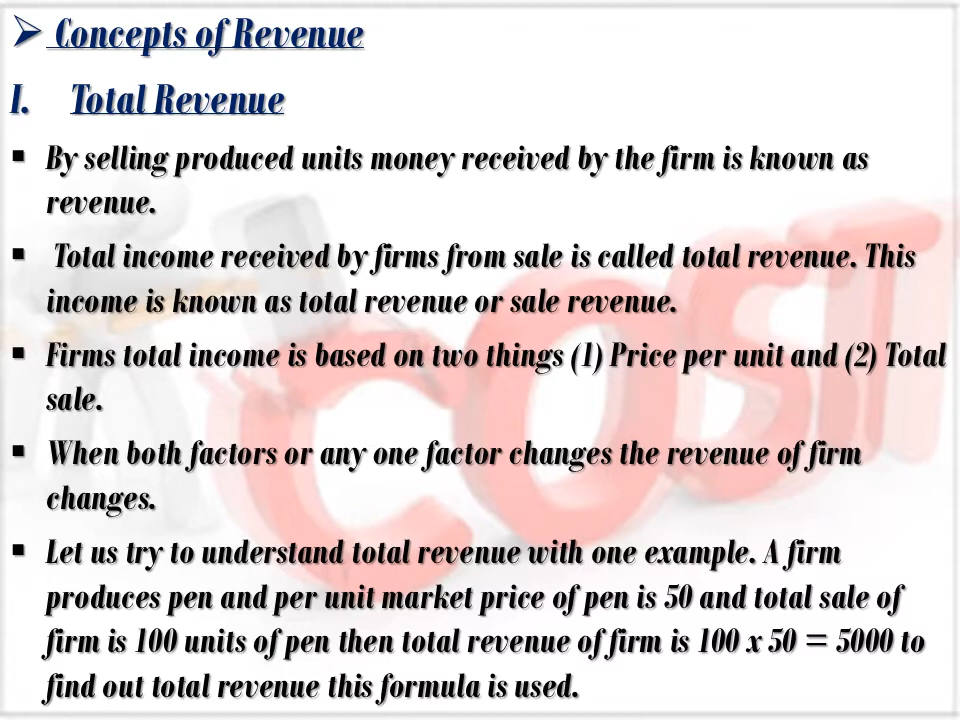 ➢ Concepts of Revenue
I. Total Revenue
▪ By selling produced units money received by the firm is known as
revenue.
▪ Total income received by firms from sale is called total revenue. This
income is known as total revenue or sale revenue.
▪ Firms total income is based on two things (1) Price per unit and (2) Total
sale.
▪ When both factors or any one factor changes the revenue of firm
changes.
▪ Let us try to understand total revenue with one example. A firm
produces pen and per unit market price of pen is 50 and total sale of
firm is 100 units of pen then total revenue of firm is 100 x 50 = 5000 to
find out total revenue this formula is used.
COST